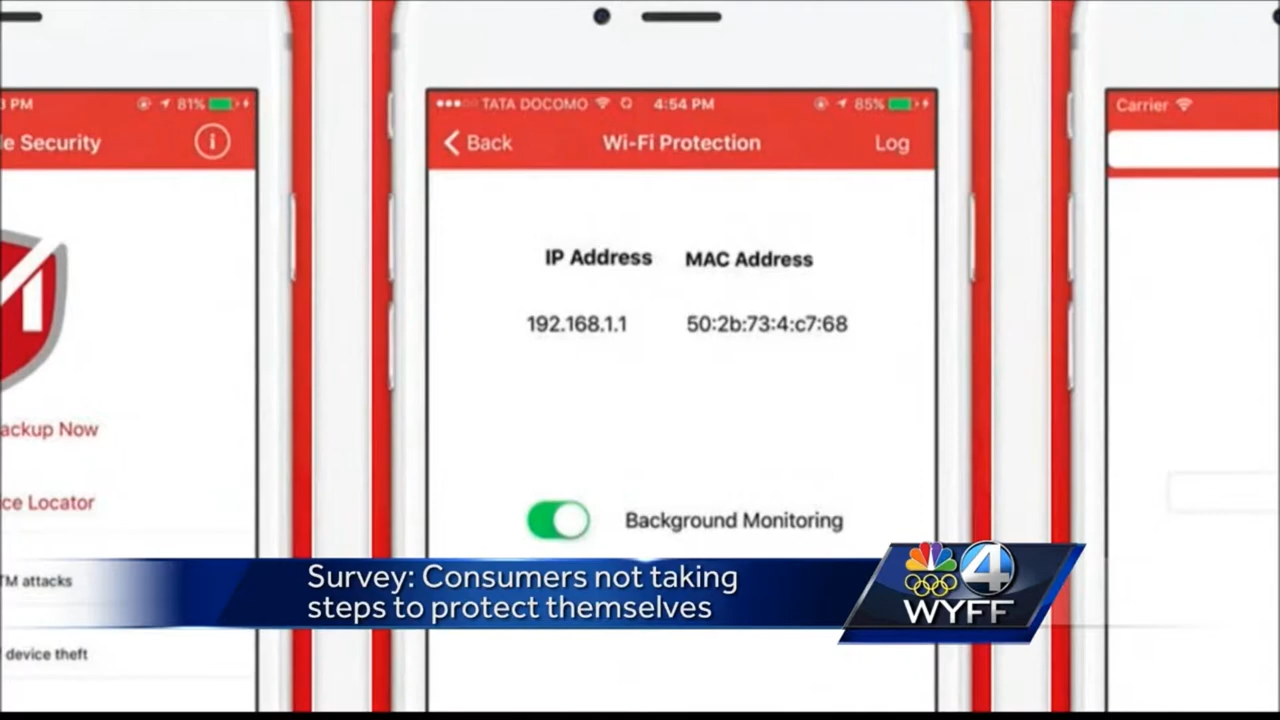 3 PM
81%
e Security
i
ackup Now
ce Locator
TM attacks
device theft
TATA DOCOMO
4:54 PM
85%
Back
Wi-Fi Protection
Log
IP Address
MAC Address
192.168.1.1
50:2b:73:4:c7:68
Background Monitoring
Carrier
Survey: Consumers not taking
steps to protect themselves
4
WYFF